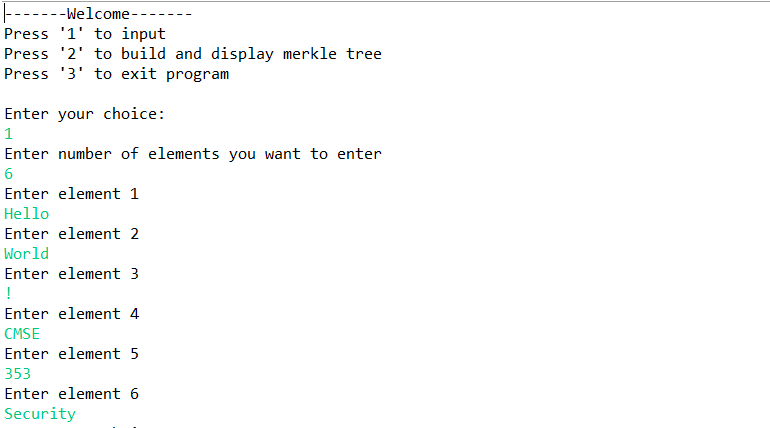 -------Welcome-------
Press '1' to input
Press '2' to build and display merkle tree
Press '3' to exit program
Enter your choice:
1
Enter number of elements you want to enter
6
Enter element 1
Hello
Enter element 2
World
Enter element 3
!
Enter element 4
CMSE
Enter element 5
353
Enter element 6
Security